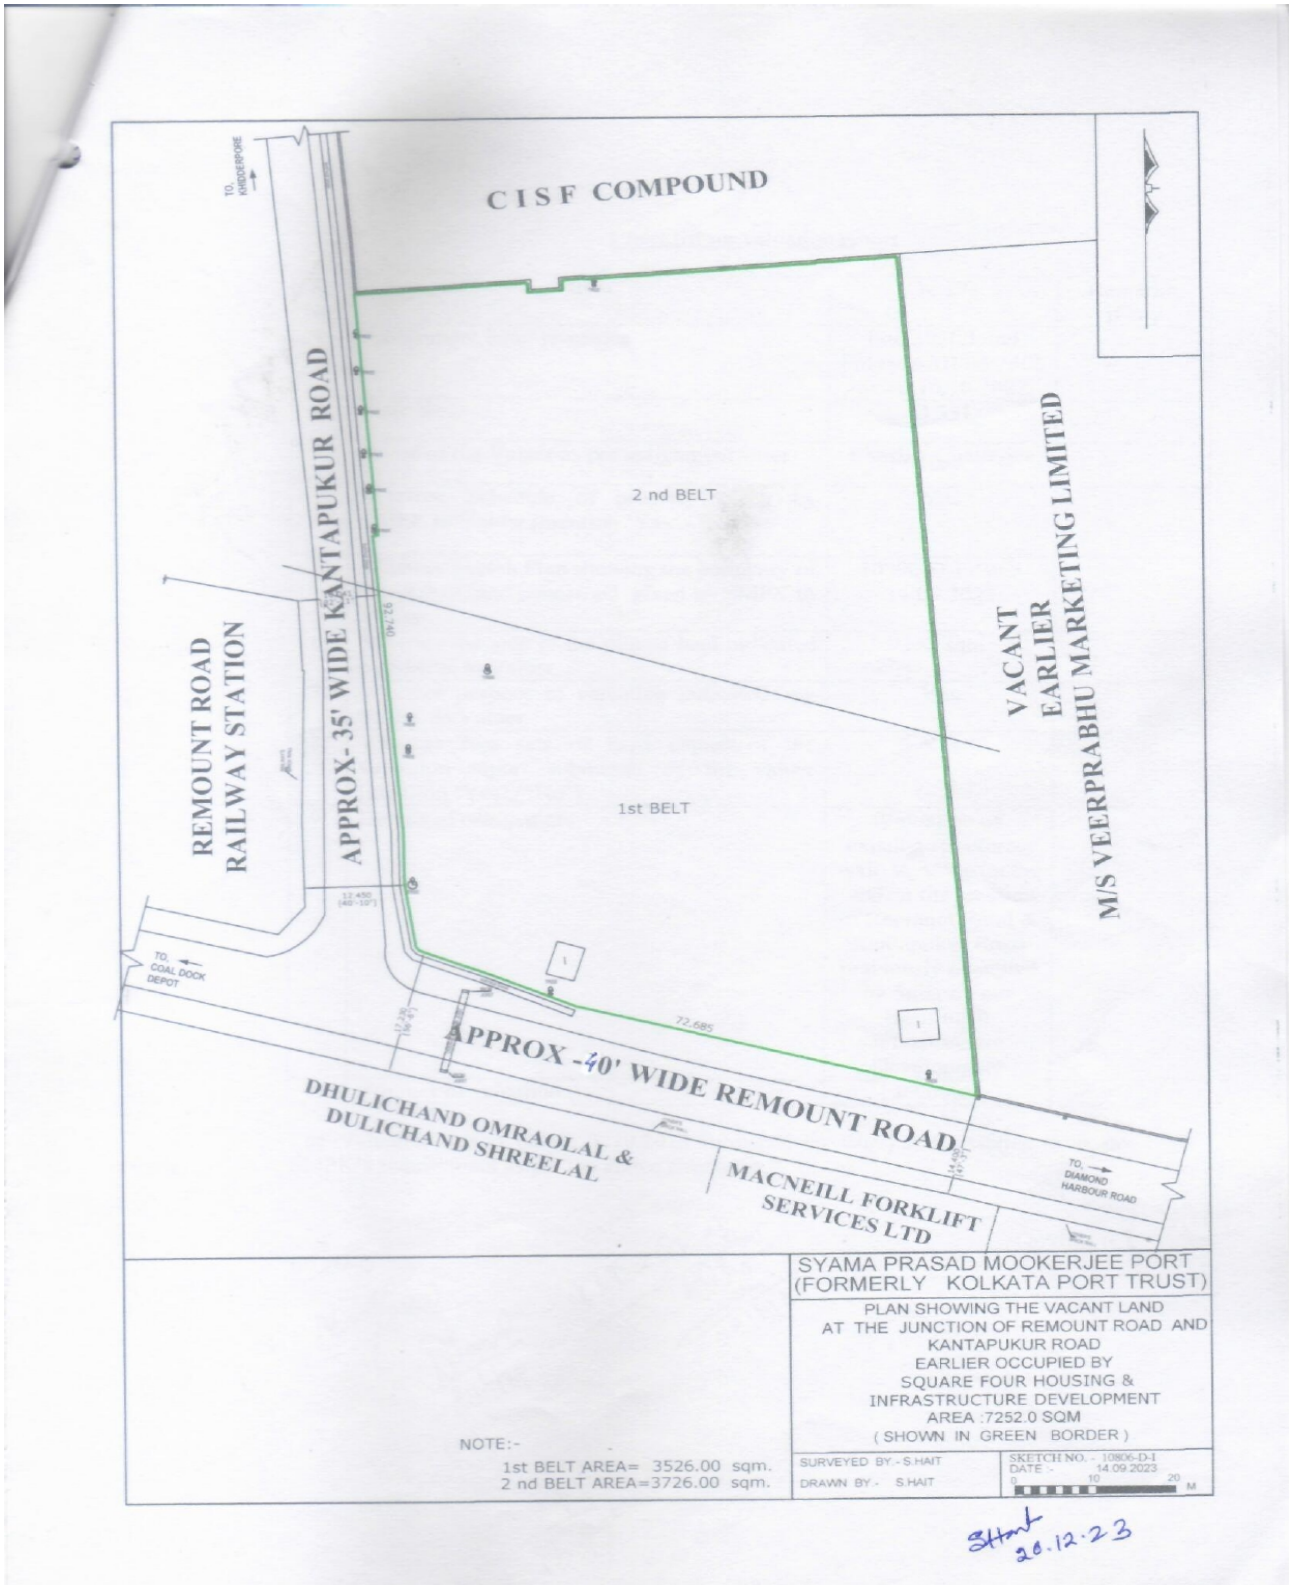 TO,
KHIDDERPORE
C I S F  COMPOUND
APPROX- 35' WIDE KANTAPUKUR  ROAD
2 nd BELT
92.740
REMOUNT ROAD
RAILWAY STATION
VACANT
EARLIER
M/S VEERPRABHU MARKETING LIMITED
1st BELT
12.450
(40'-10")
TO,
COAL DOCK
DEPOT
72.685
APPROX -40' WIDE REMOUNT ROAD
DHULICHAND OMRAOLAL &
DULICHAND SHREELAL
MACNEILL FORKLIFT
SERVICES LTD
14.400
(47'-3")
TO,
DIAMOND
HARBOUR ROAD
SYAMA PRASAD MOOKERJEE PORT
(FORMERLY  KOLKATA PORT TRUST)
PLAN SHOWING THE VACANT LAND
AT THE JUNCTION OF REMOUNT ROAD AND
KANTAPUKUR ROAD
EARLIER OCCUPIED BY
SQUARE FOUR HOUSING &
INFRASTRUCTURE DEVELOPMENT
AREA :7252.0 SQM
( SHOWN IN GREEN BORDER )
NOTE:-
1st BELT AREA= 3526.00 sqm.
2 nd BELT AREA=3726.00 sqm.
SURVEYED BY.- S.HAIT
DRAWN BY.- S.HAIT
SKETCH NO. - 10806-D-I
DATE :- 14.09.2023
0 10 20
M
20.12.23